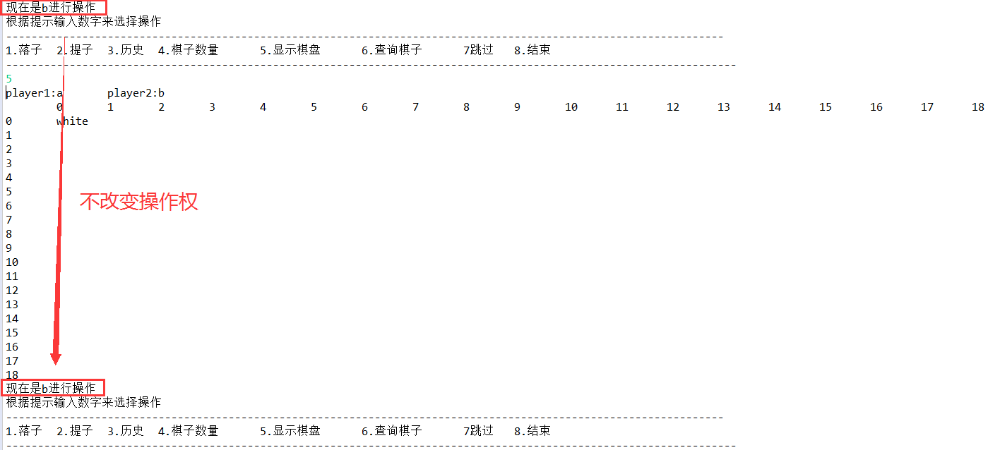 现在是b进行操作
根据提示输入数字来选择操作
-----------------------------------------------------------------------------------------------------------------
1.落子 2.提子 3.历史 4.棋子数量 5.显示棋盘 6.查询棋子 7跳过 8.结束
-------------------------------------------------------------------------------------------------------------------
5
player1:a player2:b
0 1 2 3 4 5 6 7 8 9 10 11 12 13 14 15 16 17 18
0 white
1
2
3
4
5
不改变操作权
6
7
8
9
10
11
12
13
14
15
16
17
18
现在是b进行操作
根据提示输入数字来选择操作
-----------------------------------------------------------------------------------------------------------------
1.落子 2.提子 3.历史 4.棋子数量 5.显示棋盘 6.查询棋子 7跳过 8.结束
-------------------------------------------------------------------------------------------------------------------